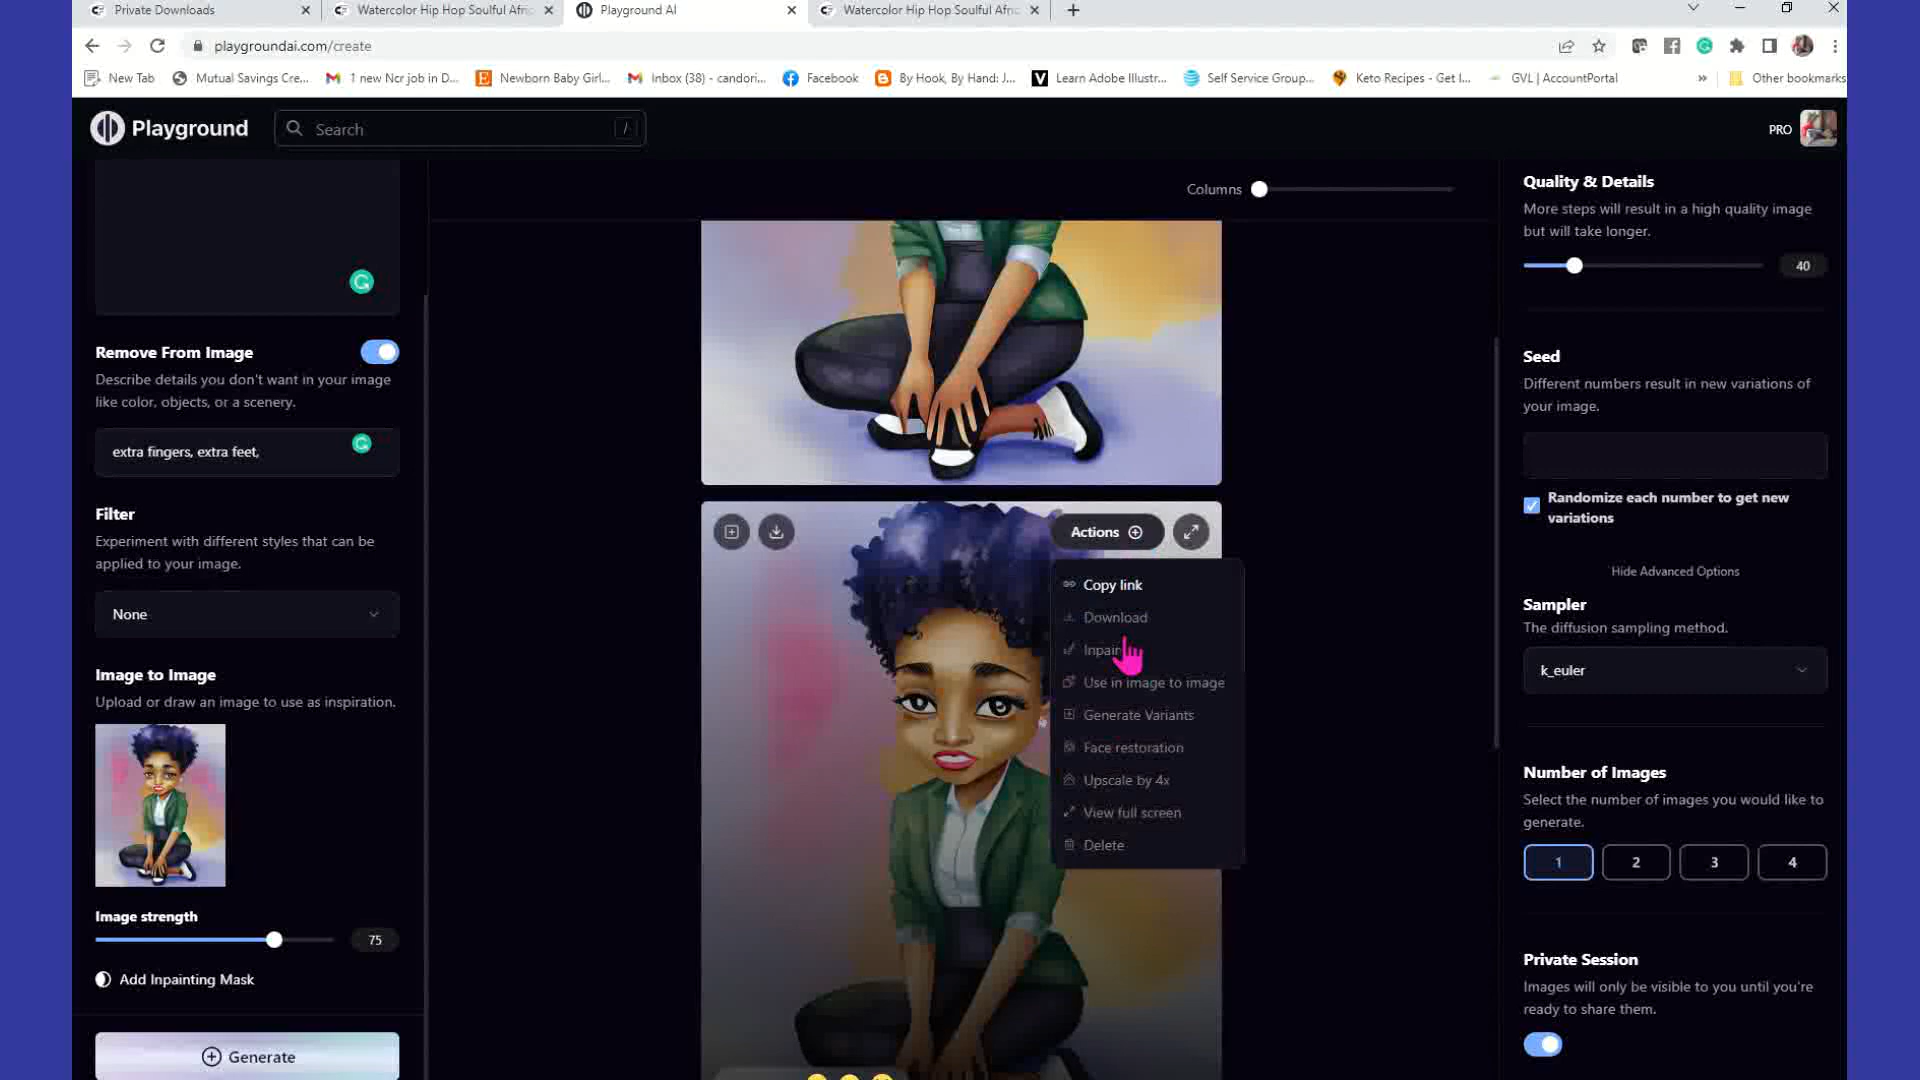 Private Downloads
Watercolor Hip Hop Soulful Afri
Playground AI
Watercolor Hip Hop Soulful Afri
playgroundai.com/create
New Tab
Mutual Savings Cre...
1 new Ncr job in D...
Newborn Baby Girl...
Inbox (38) - candori...
Facebook
By Hook, By Hand: J...
Learn Adobe Illustr...
Self Service Group...
Keto Recipes - Get I...
GVL | AccountPortal
»
Other bookmarks
Playground
Search
/
PRO
Remove From Image
Describe details you don't want in your image
like color, objects, or a scenery.
extra fingers, extra feet,
Filter
Experiment with different styles that can be
applied to your image.
None
Image to Image
Upload or draw an image to use as inspiration.
Image strength
75
Add Inpainting Mask
Generate
Columns
Actions
Copy link
Download
Inpain
Use in image to image
Generate Variants
Face restoration
Upscale by 4x
View full screen
Delete
Quality & Details
More steps will result in a high quality image
but will take longer.
40
Seed
Different numbers result in new variations of
your image.
Randomize each number to get new
variations
Hide Advanced Options
Sampler
The diffusion sampling method.
k_euler
Number of Images
Select the number of images you would like to
generate.
1
2
3
4
Private Session
Images will only be visible to you until you're
ready to share them.